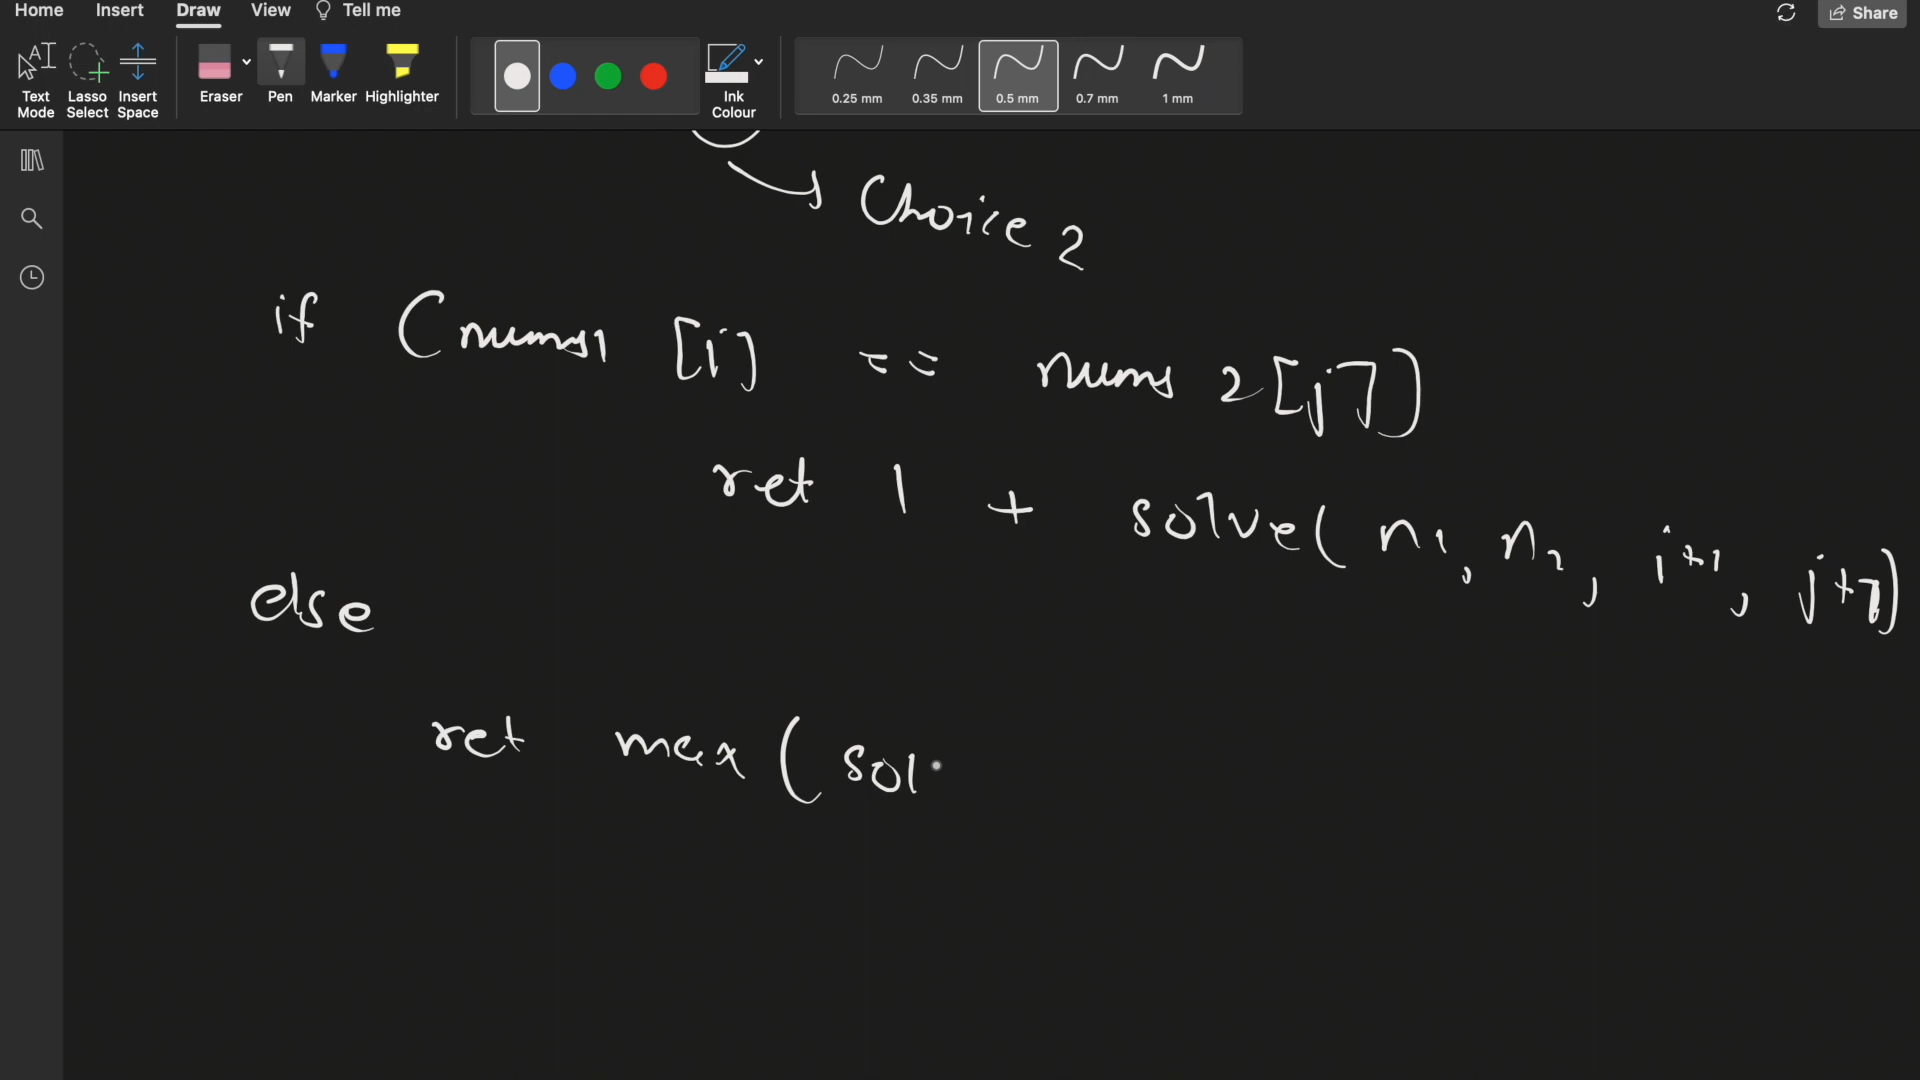 Home Insert Draw View Tell me Share
Text Mode Lasso Select Insert Space Eraser Pen Marker Highlighter Ink Colour 0.25 mm 0.35 mm 0.5 mm 0.7 mm 1 mm
Choice 2
if (nums1 [i] == nums 2[j])
ret 1 + solve( n1, n2, i+1, j+1)
else
ret max ( sol